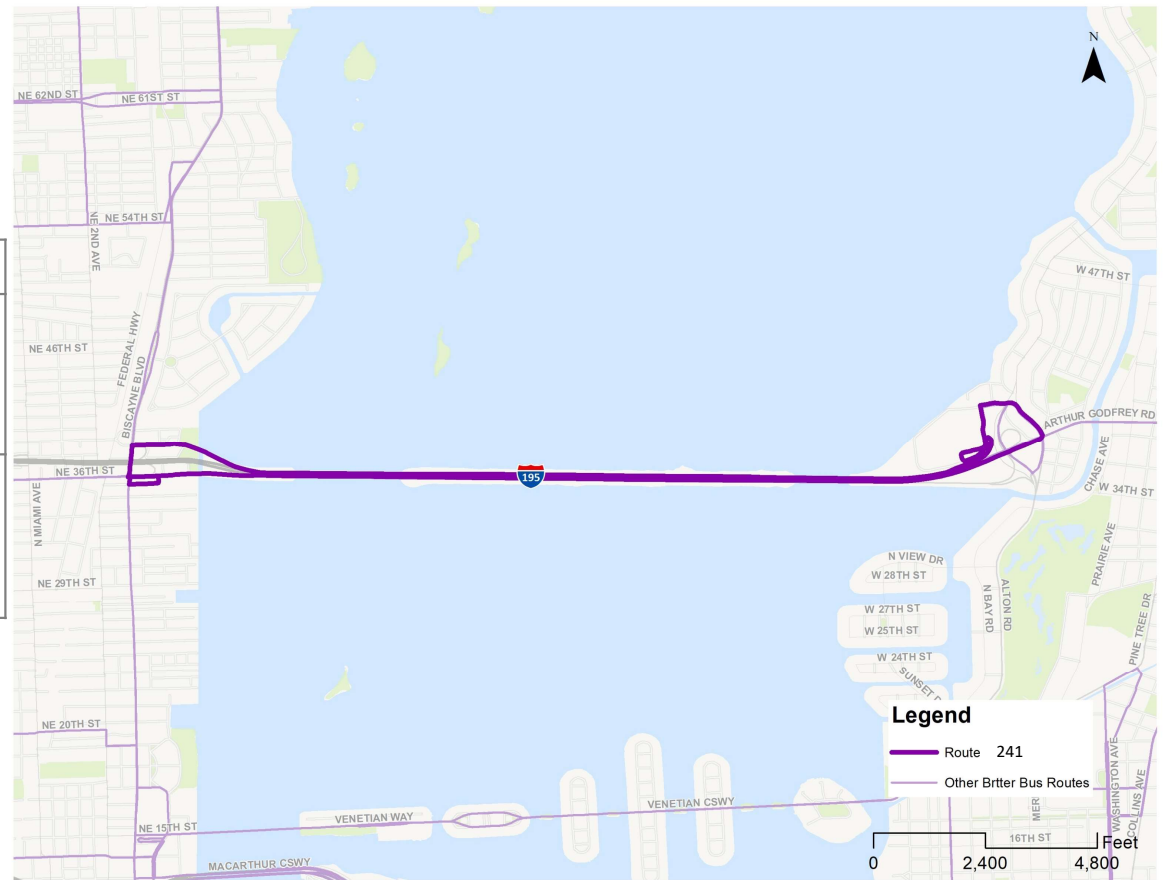 N
NE 62ND ST
NE 61ST ST
NE 54TH ST
NE 2ND AVE
W 47TH ST
NE 46TH ST
FEDERAL HWY
BISCAYNE BLVD
ARTHUR GODFREY RD
NE 36TH ST
195
CHASE AVE
W 34TH ST
N MIAMI AVE
NE 29TH ST
N VIEW DR
W 28TH ST
W 27TH ST
W 25TH ST
W 24TH ST
N BAY RD
ALTON RD
PRAIRIE AVE
PINE TREE DR
SUNSET
NE 20TH ST
Legend
Route 241
Other Brtter Bus Routes
WASHINGTON AVE
COLLINS AVE
VENETIAN CSWY
VENETIAN WAY
NE 15TH ST
MACARTHUR CSWY
16TH ST
Feet
0 2,400 4,800